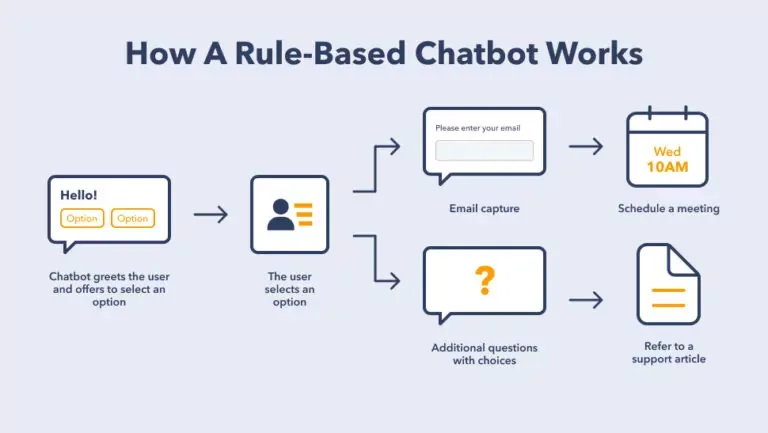 How A Rule-Based Chatbot Works
Hello!
Option Option
Chatbot greets the user
and offers to select an
option
The user
selects an
option
Please enter your email
Email capture
Wed
10AM
Schedule a meeting
?
Additional questions
with choices
Refer to a
support article